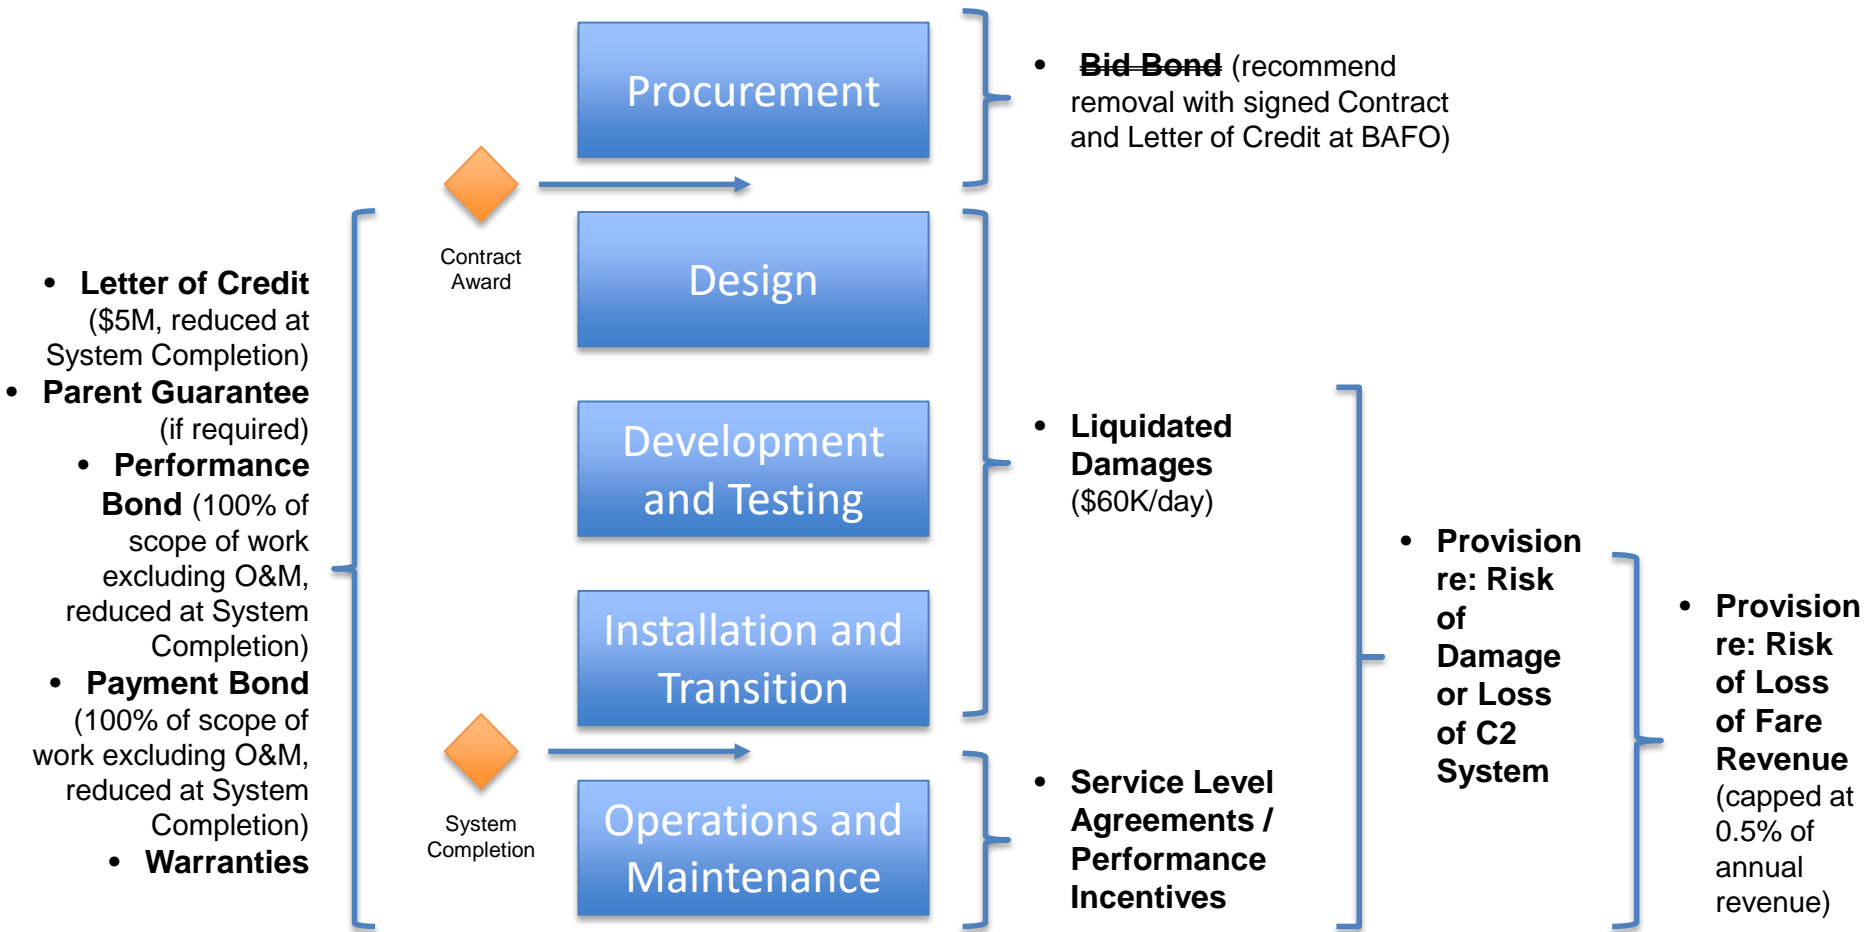 Procurement
• Bid Bond (recommend
removal with signed Contract
and Letter of Credit at BAFO)
Contract
Award
Design
• Letter of Credit
($5M, reduced at
System Completion)
• Parent Guarantee
(if required)
• Performance
Bond (100% of
scope of work
excluding O&M,
reduced at System
Completion)
• Payment Bond
(100% of scope of
work excluding O&M,
reduced at System
Completion)
• Warranties
Development
and Testing
• Liquidated
Damages
($60K/day)
Installation and
Transition
System
Completion
Operations and
Maintenance
• Service Level
Agreements /
Performance
Incentives
• Provision
re: Risk
of
Damage
or Loss
of C2
System
• Provision
re: Risk
of Loss
of Fare
Revenue
(capped at
0.5% of
annual
revenue)